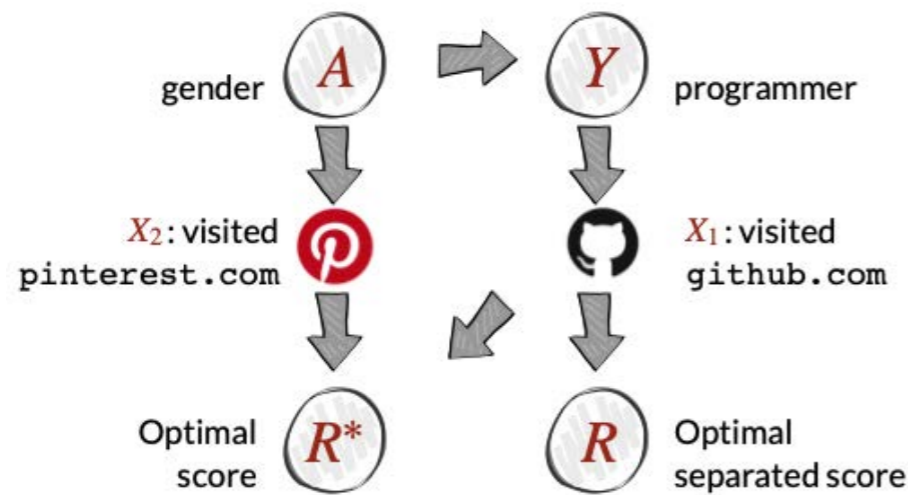 gender
A
Y
programmer
X₂: visited
pinterest.com
X₁: visited
github.com
Optimal
score
R*
R
Optimal
separated score